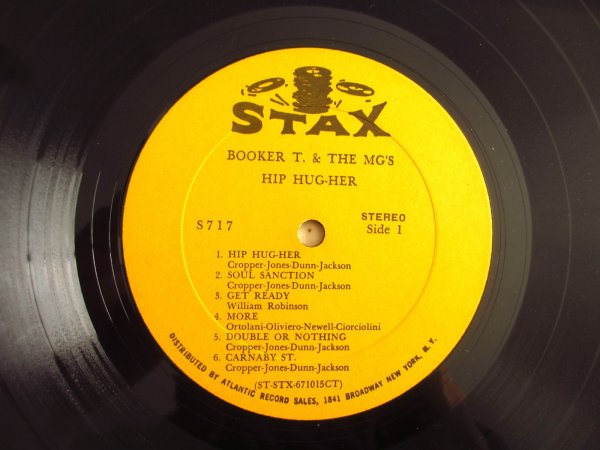 STAX
BOOKER T. & THE MG'S
HIP HUG-HER
S717
STEREO
Side 1
1. HIP HUG-HER
Cropper-Jones-Dunn-Jackson
2. SOUL SANCTION
Cropper-Jones-Dunn-Jackson
3. GET READY
William Robinson
4. MORE
Ortolani-Oliviero-Newell-Ciorciolini
5. DOUBLE OR NOTHING
Cropper-Jones-Dunn-Jackson
6. CARNABY ST.
Cropper-Jones-Dunn-Jackson
(ST-STX-671015CT)
DISTRIBUTED BY ATLANTIC RECORD SALES, 1841 BROADWAY NEW YORK, N.Y.